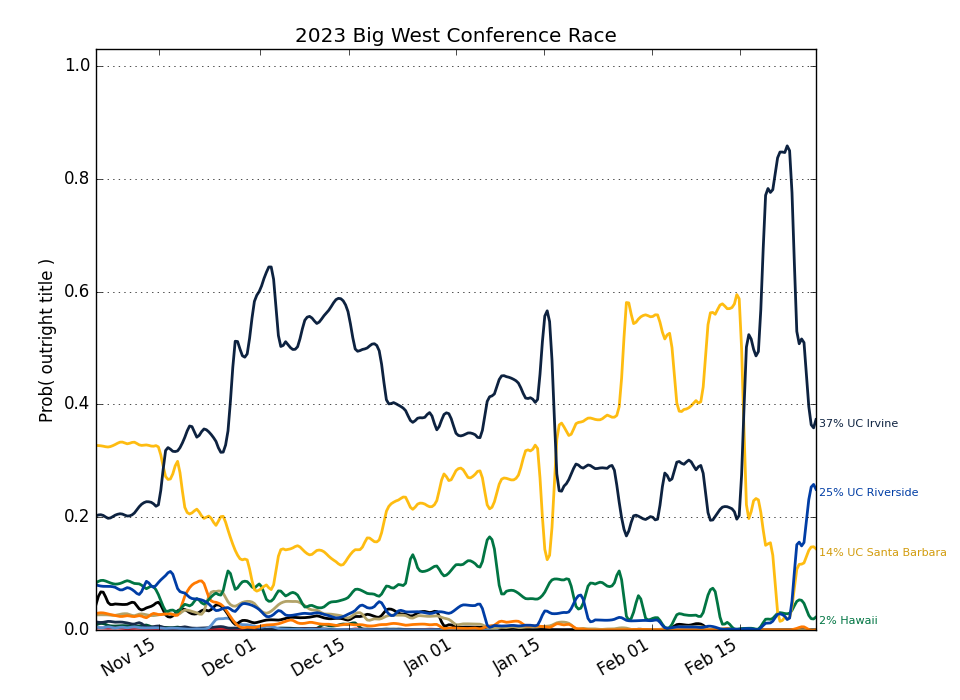 2023 Big West Conference Race
Prob( outright title )
1.0
0.8
0.6
0.4
0.2
0.0
Nov 15
Dec 01
Dec 15
Jan 01
Jan 15
Feb 01
Feb 15
37% UC Irvine
25% UC Riverside
14% UC Santa Barbara
2% Hawaii